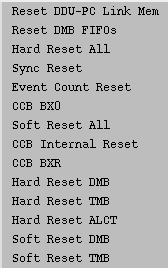 Reset DDU-PC Link Mem
Reset DMB FIFOs
Hard Reset All
Sync Reset
Event Count Reset
CCB BX0
Soft Reset All
CCB Internal Reset
CCB BXR
Hard Reset DMB
Hard Reset TMB
Hard Reset ALCT
Soft Reset DMB
Soft Reset TMB